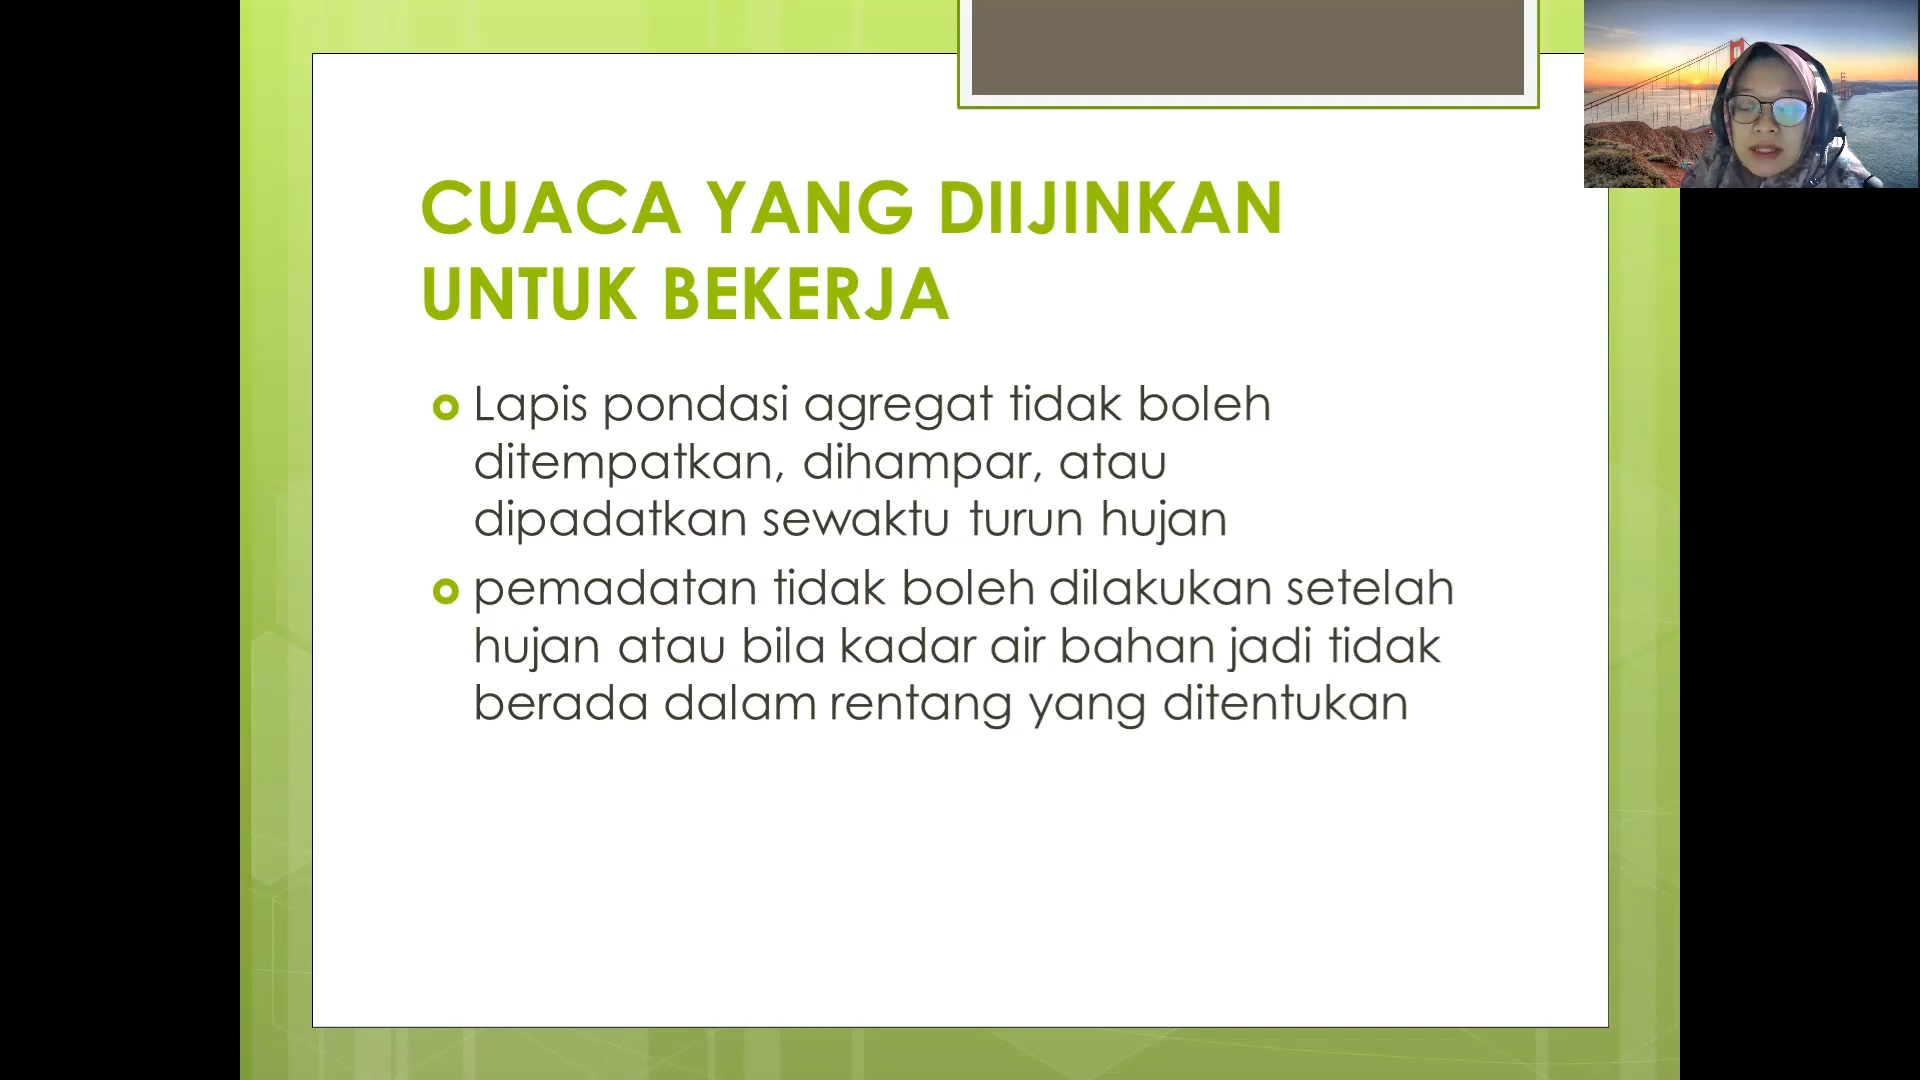 CUACA YANG DIIJINKAN
UNTUK BEKERJA
Lapis pondasi agregat tidak boleh
ditempatkan, dihampar, atau
dipadatkan sewaktu turun hujan
pemadatan tidak boleh dilakukan setelah
hujan atau bila kadar air bahan jadi tidak
berada dalam rentang yang ditentukan